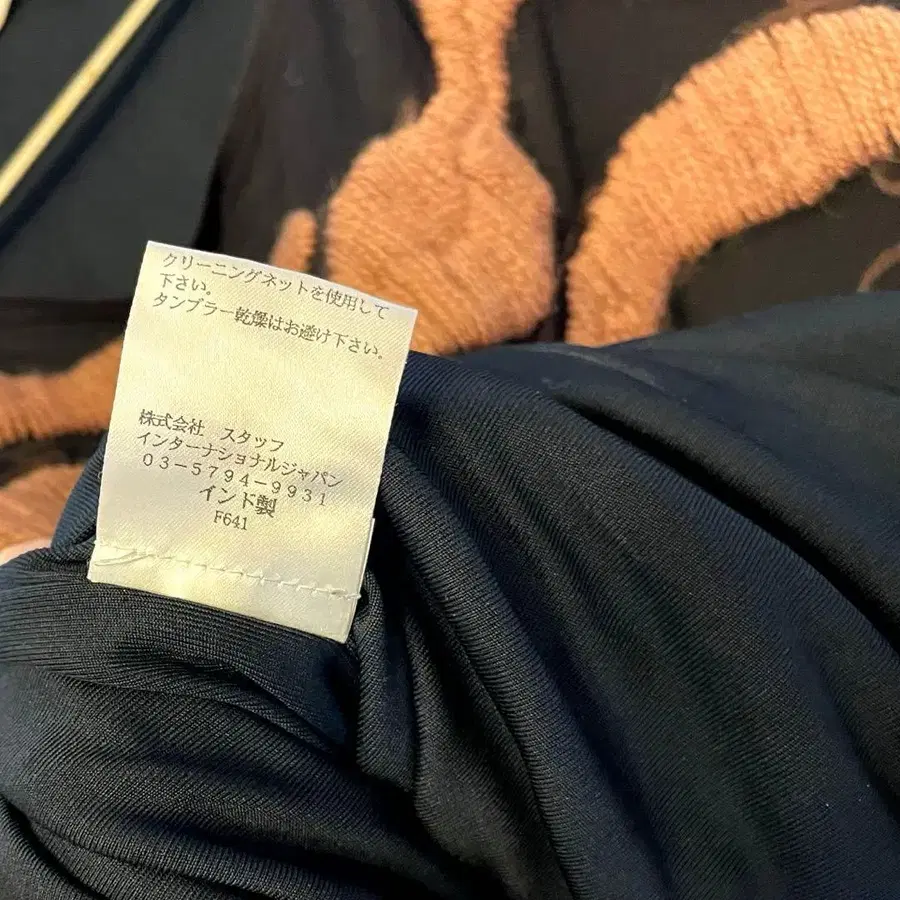 クリーニングネットを使用して
下さい。
タンブラー乾燥はお避け下さい。
株式会社 スタッフ
インターナショナルジャパン
03-5794-9931
インド製
F641